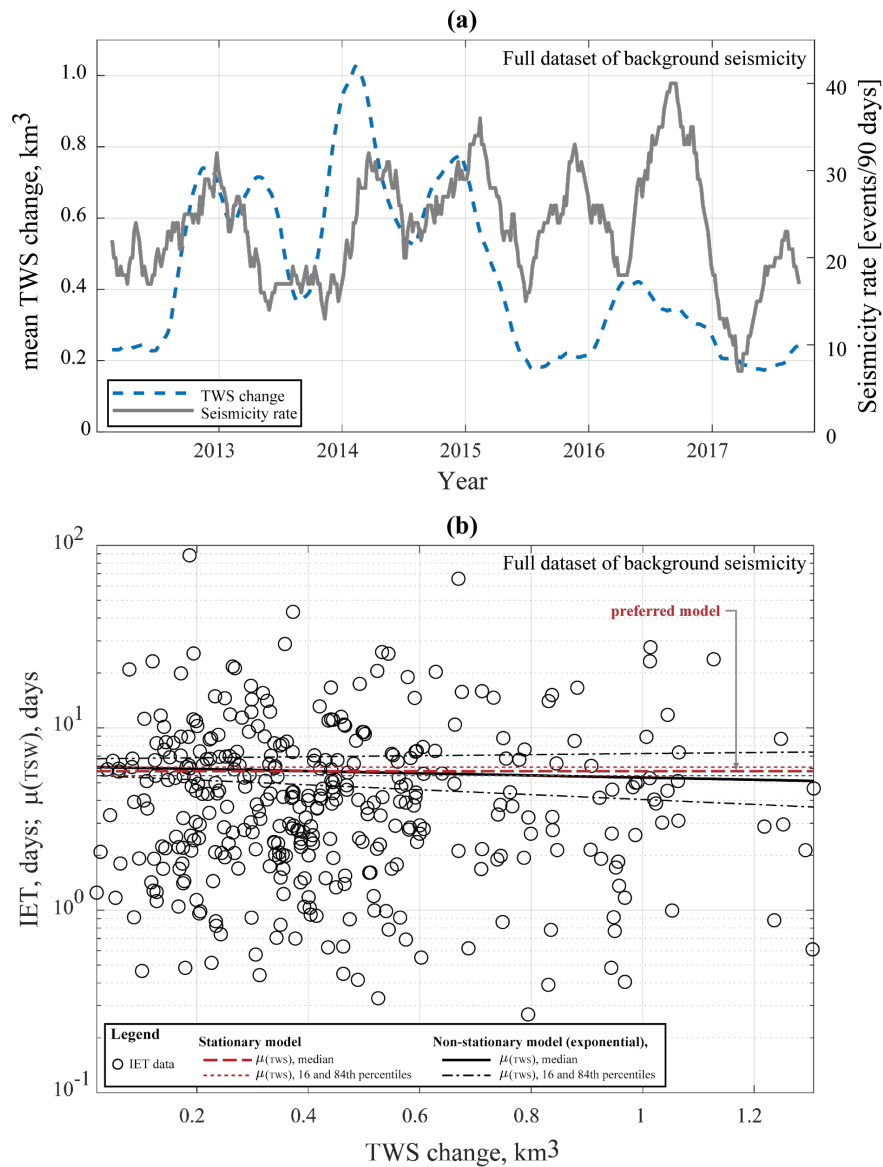 (a)
Full dataset of background seismicity
mean TWS change, km3
1.0
0.8
0.6
0.4
0.2
0
Seismicity rate [events/90 days]
40
30
20
10
0
TWS change
Seismicity rate
2013 2014 2015 2016 2017
Year
(b)
Full dataset of background seismicity
preferred model
IET, days; μ(TSW), days
10^2
10^1
10^0
10^-1
Legend
IET data
Stationary model
μ(TWS), median
μ(TWS), 16 and 84th percentiles
Non-stationary model (exponential),
μ(TWS), median
μ(TWS), 16 and 84th percentiles
0.2 0.4 0.6 0.8 1 1.2
TWS change, km3